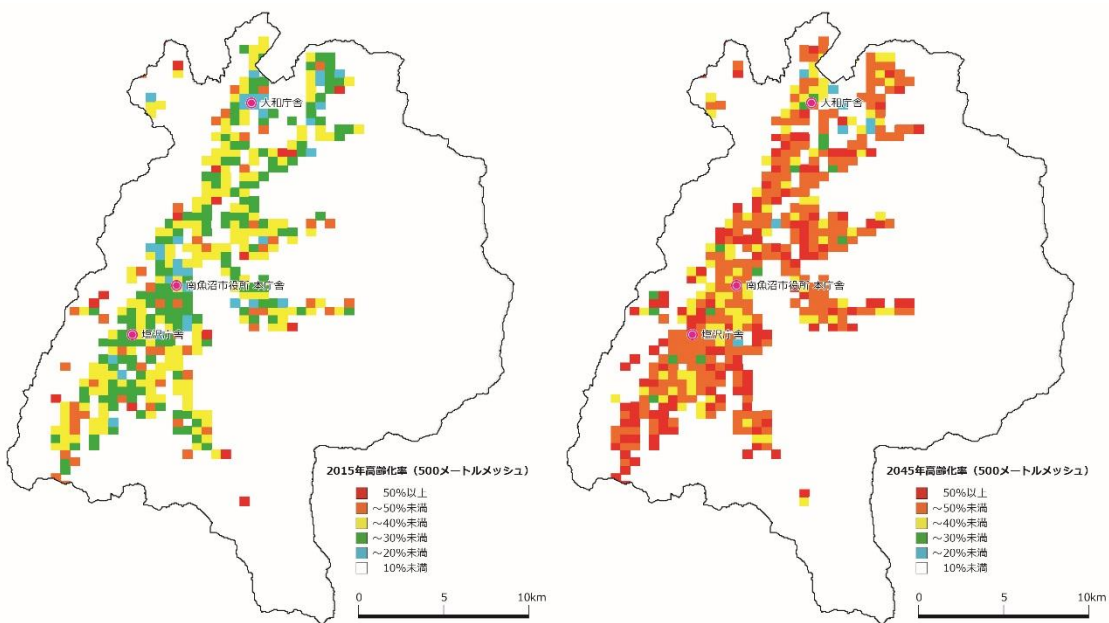 大和庁舎
南魚沼市役所 本庁舎
塩沢庁舎
2015年高齢化率（500メートルメッシュ）
50%以上
～50%未満
～40%未満
～30%未満
～20%未満
10%未満
0 5 10km
大和庁舎
南魚沼市役所 本庁舎
塩沢庁舎
2045年高齢化率（500メートルメッシュ）
50%以上
～50%未満
～40%未満
～30%未満
～20%未満
10%未満
0 5 10km